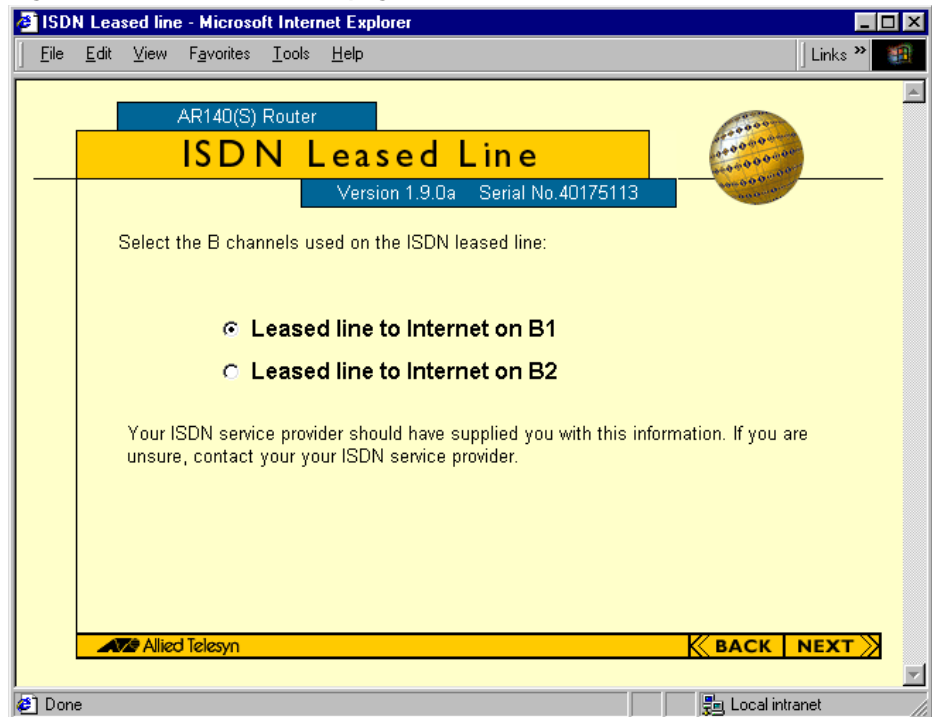 ISDN Leased line - Microsoft Internet Explorer
File Edit View Favorites Tools Help Links »
AR140(S) Router
ISDN Leased Line
Version 1.9.0a Serial No.40175113
Select the B channels used on the ISDN leased line:
Leased line to Internet on B1
Leased line to Internet on B2
Your ISDN service provider should have supplied you with this information. If you are
unsure, contact your your ISDN service provider.
Allied Telesyn BACK NEXT
Done Local intranet